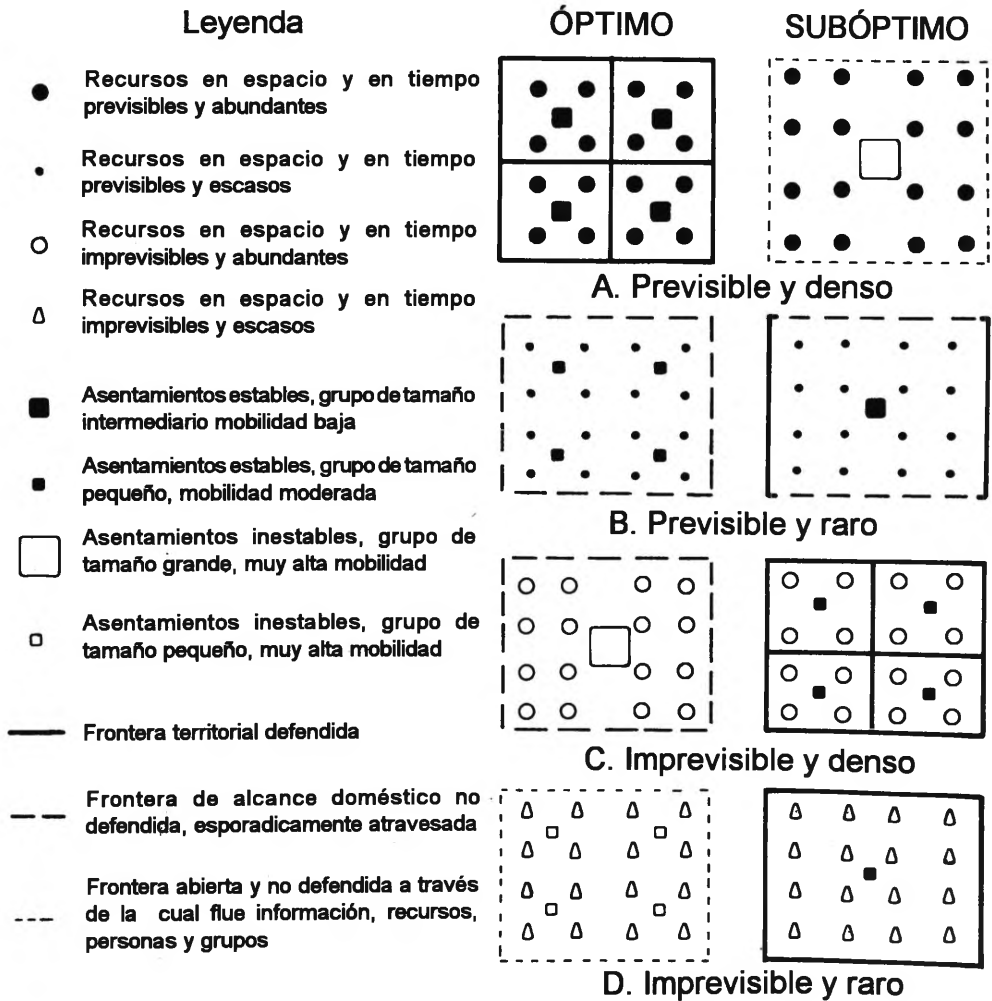 Leyenda
Recursos en espacio y en tiempo
previsibles y abundantes
Recursos en espacio y en tiempo
previsibles y escasos
Recursos en espacio y en tiempo
imprevisibles y abundantes
Recursos en espacio y en tiempo
imprevisibles y escasos
Asentamientos estables, grupo de tamaño
intermediario mobilidad baja
Asentamientos estables, grupo de tamaño
pequeño, mobilidad moderada
Asentamientos inestables, grupo de
tamaño grande, muy alta mobilidad
Asentamientos inestables, grupo de
tamaño pequeño, muy alta mobilidad
Frontera territorial defendida
Frontera de alcance doméstico no
defendida, esporadicamente atravesada
Frontera abierta y no defendida a través
de la cual flue información, recursos,
personas y grupos
ÓPTIMO
SUBÓPTIMO
A. Previsible y denso
B. Previsible y raro
C. Imprevisible y denso
D. Imprevisible y raro